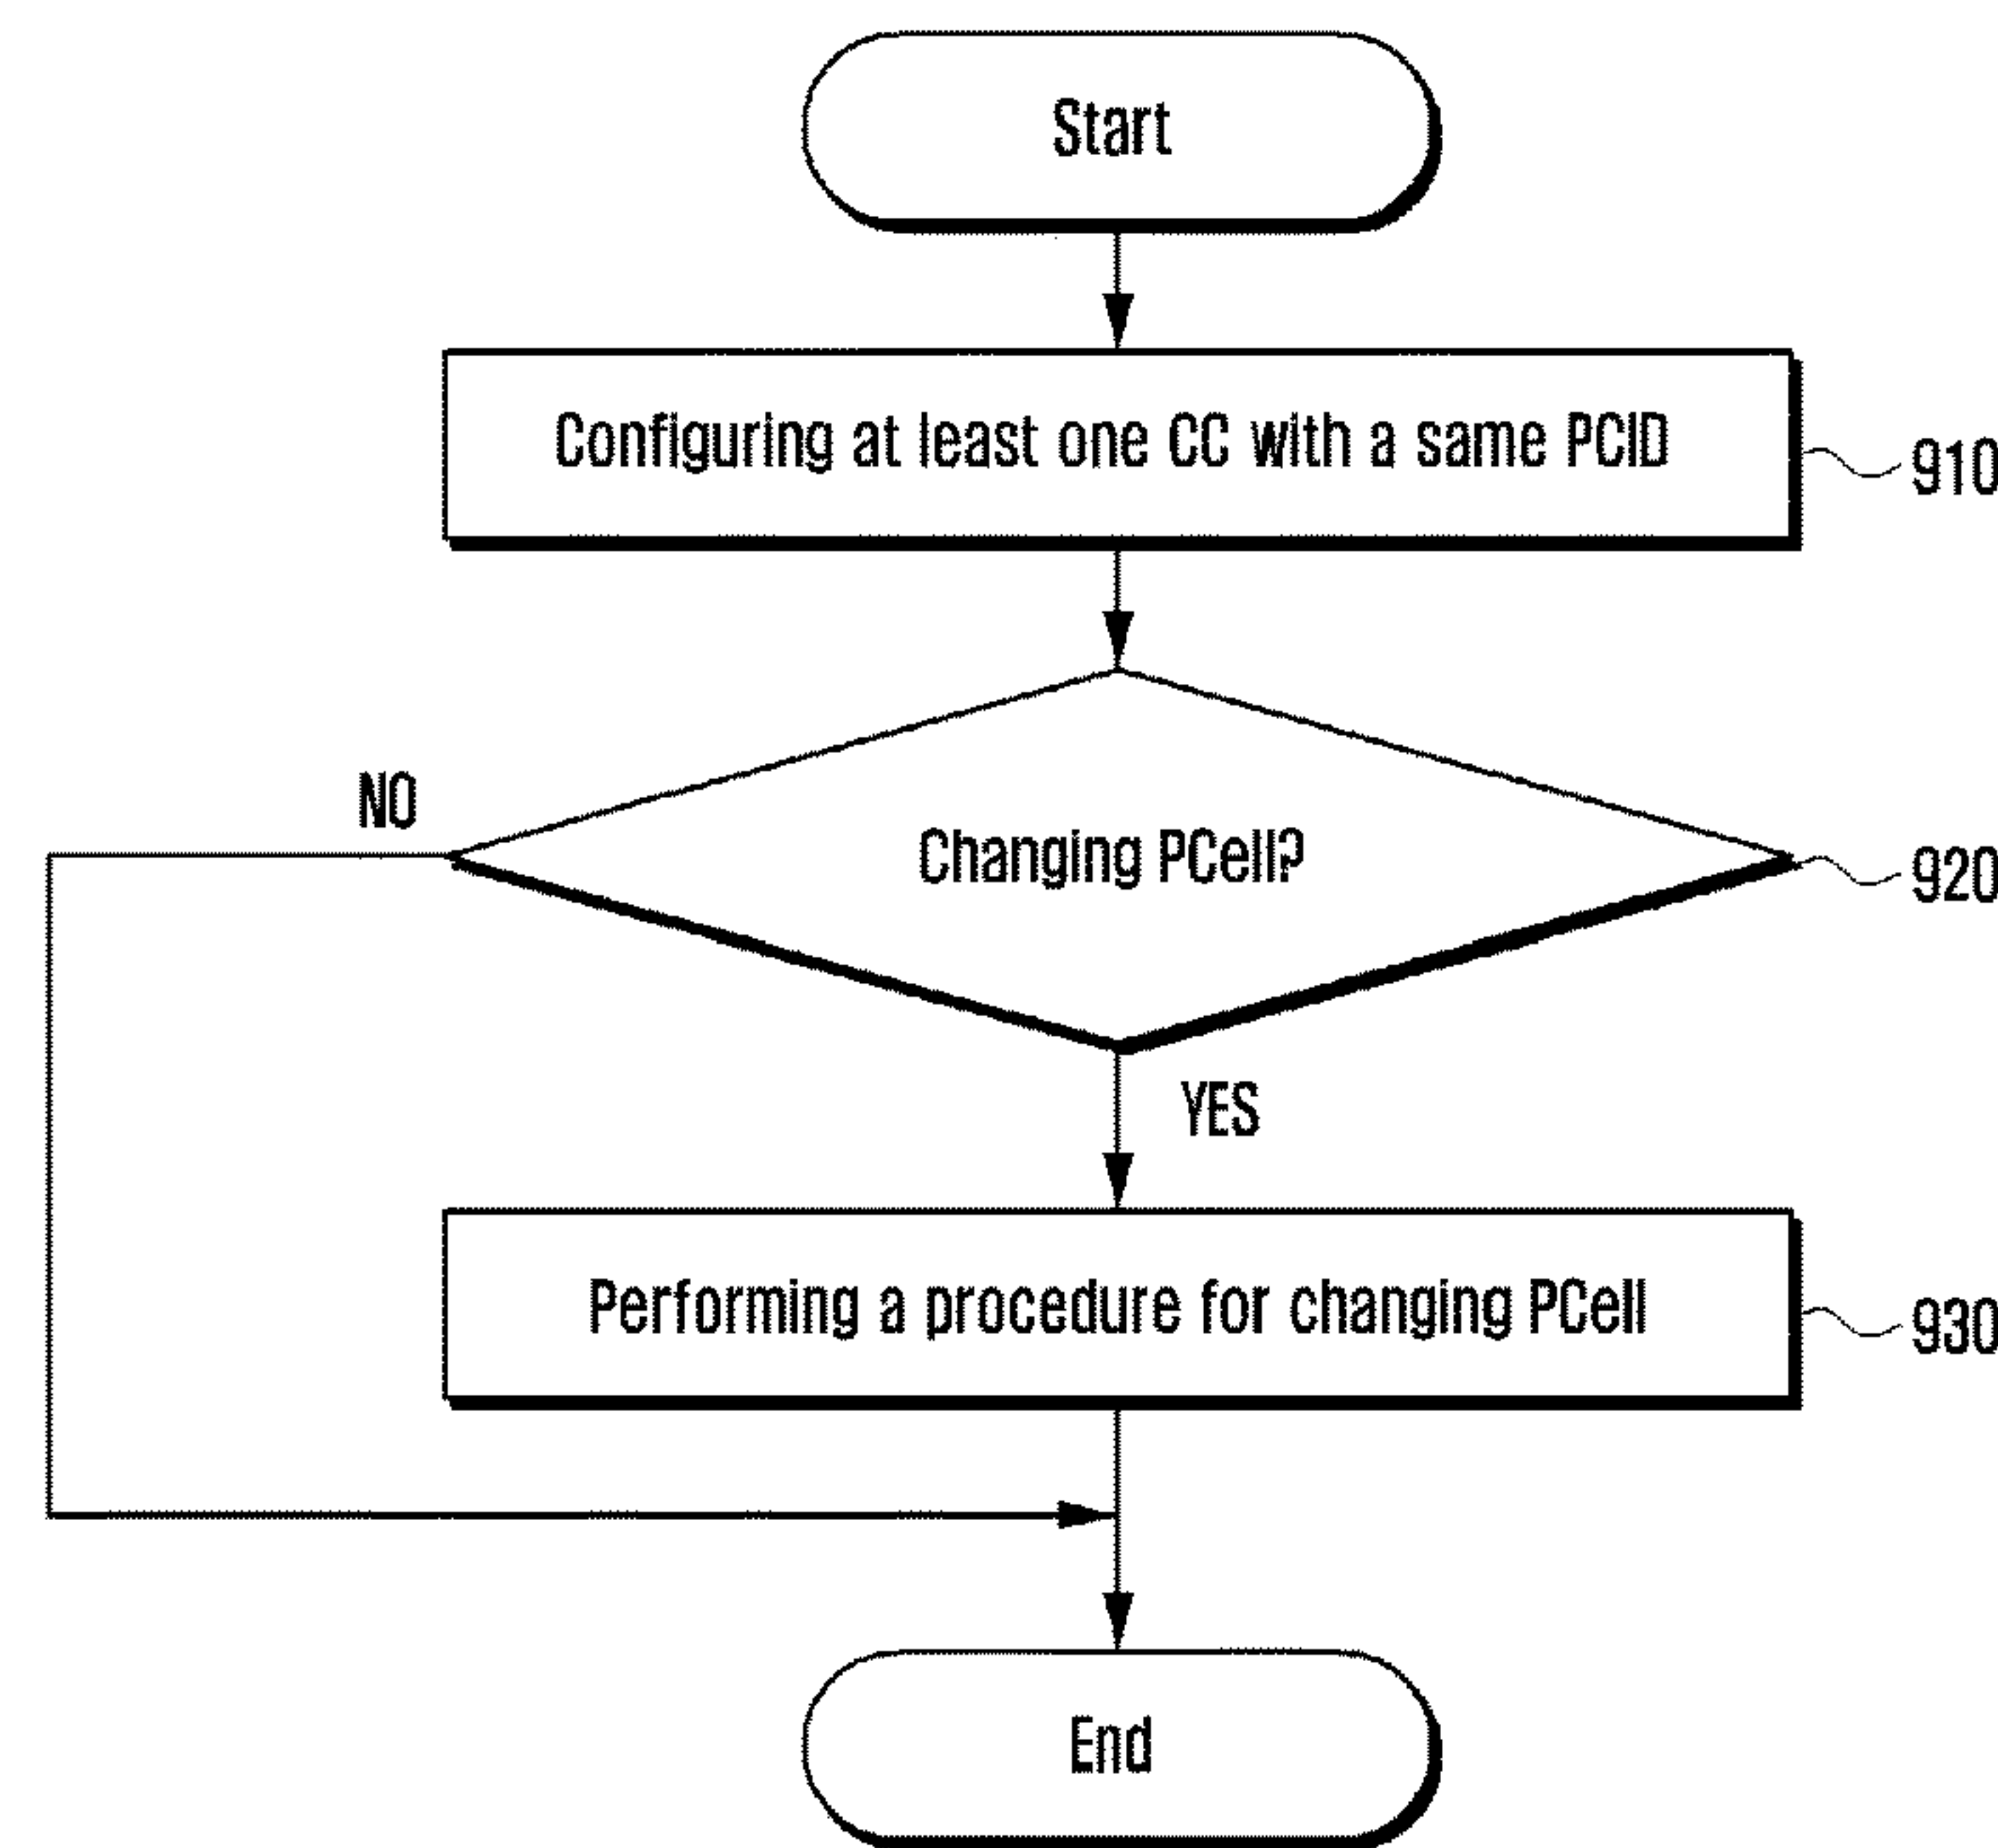 Start
Configuring at least one CC with a same PCID
910
NO
Changing PCell?
920
YES
Performing a procedure for changing PCell
930
End